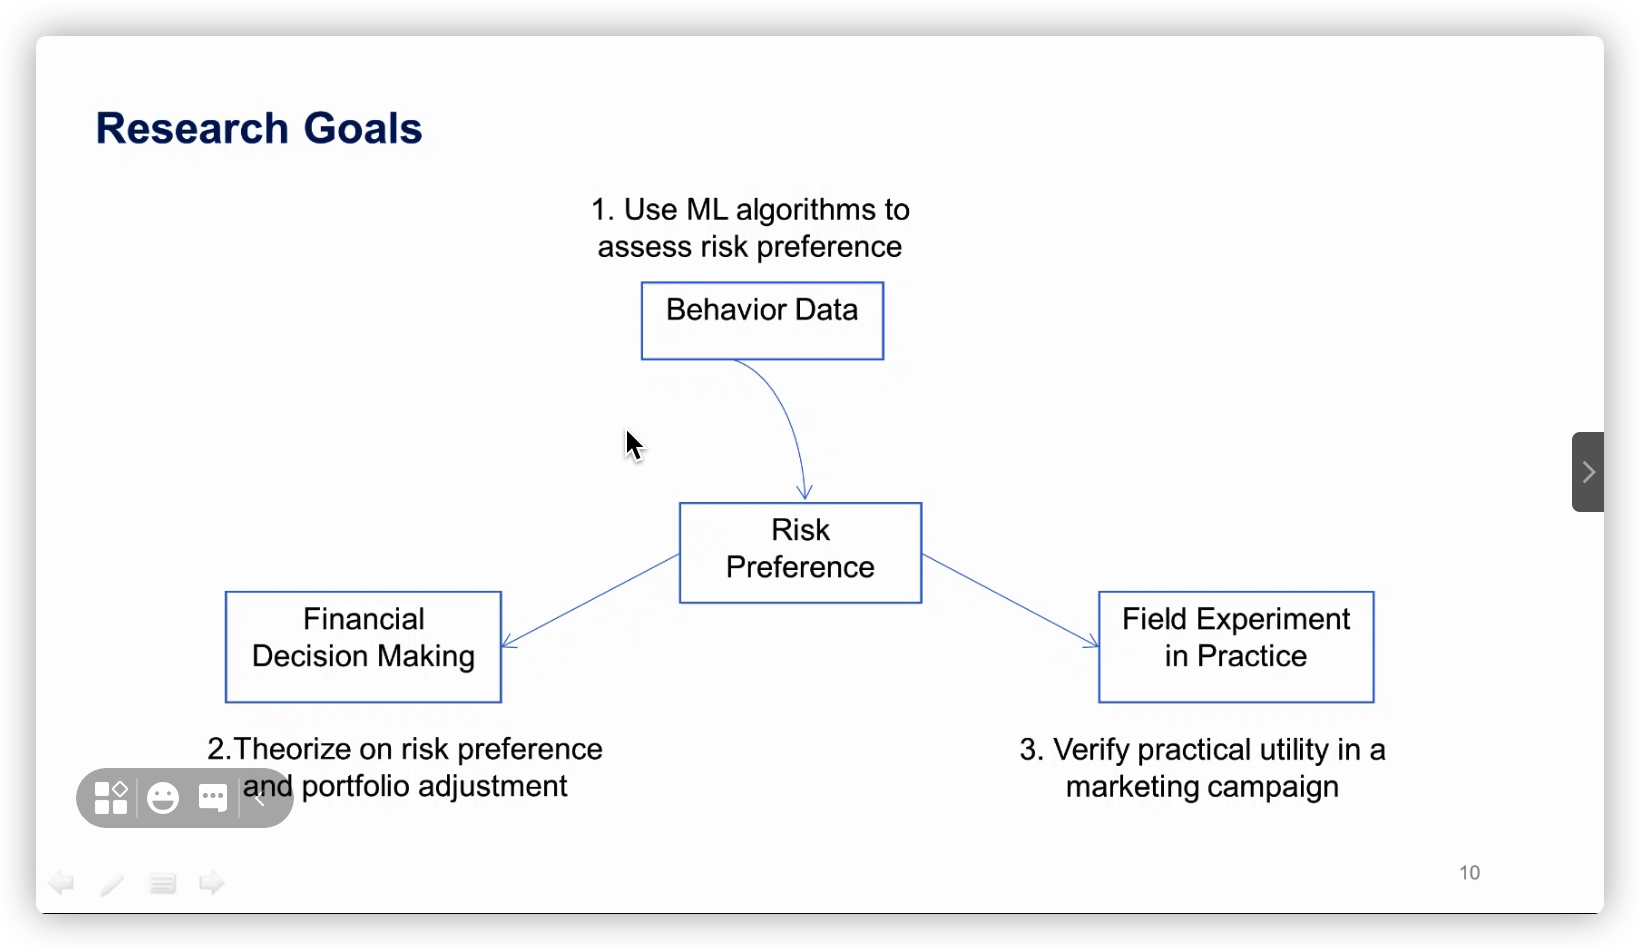 Research Goals
1. Use ML algorithms to
assess risk preference
Behavior Data
Risk
Preference
Financial
Decision Making
Field Experiment
in Practice
2.Theorize on risk preference
and portfolio adjustment
3. Verify practical utility in a
marketing campaign
10